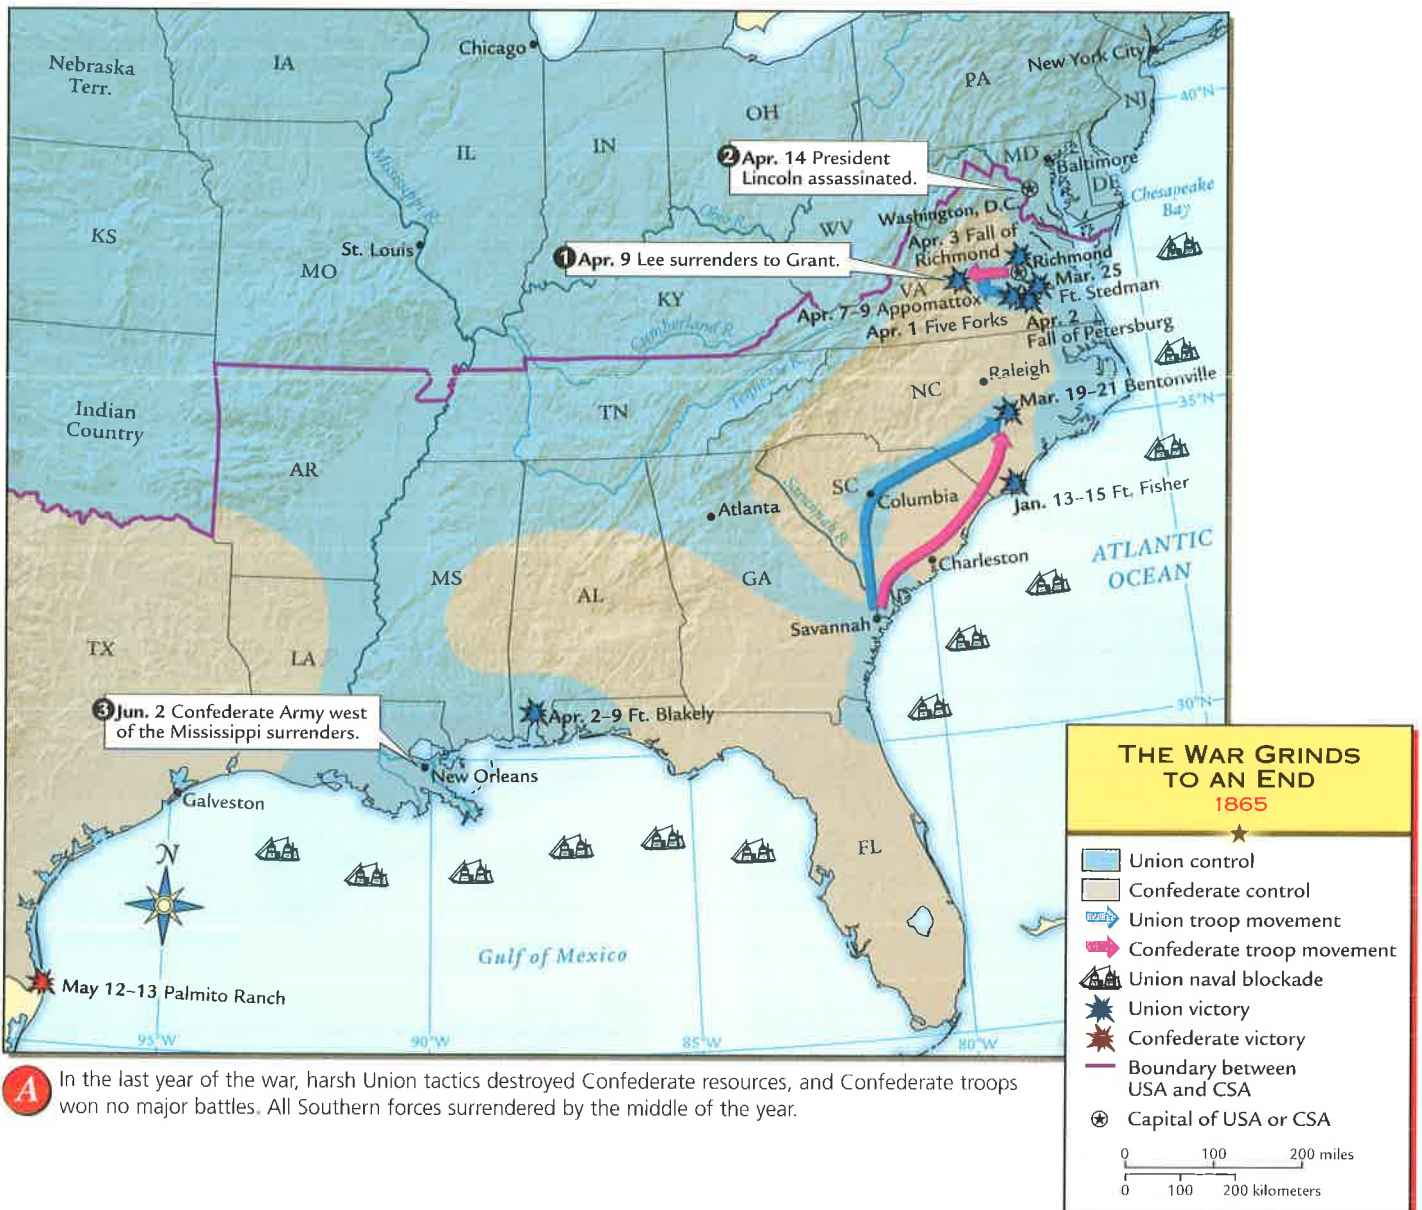 Nebraska
Terr.
IA
Chicago
PA
New York City
NJ
40°N
OH
IL
IN
Mississippi R.
MD
Baltimore
DE
Chesapeake
Bay
❷ Apr. 14 President
Lincoln assassinated.
Washington, D.C.
Ohio R.
WV
KS
St. Louis
MO
Apr. 3 Fall of
Richmond
Richmond
❶ Apr. 9 Lee surrenders to Grant.
Mar. 25
Ft. Stedman
VA
KY
Apr. 7–9 Appomattox
Apr. 1 Five Forks
Apr. 2
Fall of Petersburg
Cumberland R.
Tennessee R.
Raleigh
NC
Mar. 19–21 Bentonville
35°N
Indian
Country
TN
AR
SC
Columbia
Savannah R.
Jan. 13–15 Ft. Fisher
Atlanta
ATLANTIC
OCEAN
Charleston
MS
AL
GA
Savannah
TX
LA
30°N
❸ Jun. 2 Confederate Army west
of the Mississippi surrenders.
Apr. 2–9 Ft. Blakely
New Orleans
Galveston
N
FL
Gulf of Mexico
May 12–13 Palmito Ranch
95°W
90°W
85°W
80°W
THE WAR GRINDS
TO AN END
1865
Union control
Confederate control
Union troop movement
Confederate troop movement
Union naval blockade
Union victory
Confederate victory
Boundary between
USA and CSA
Capital of USA or CSA
0 100 200 miles
0 100 200 kilometers
A In the last year of the war, harsh Union tactics destroyed Confederate resources, and Confederate troops
won no major battles. All Southern forces surrendered by the middle of the year.